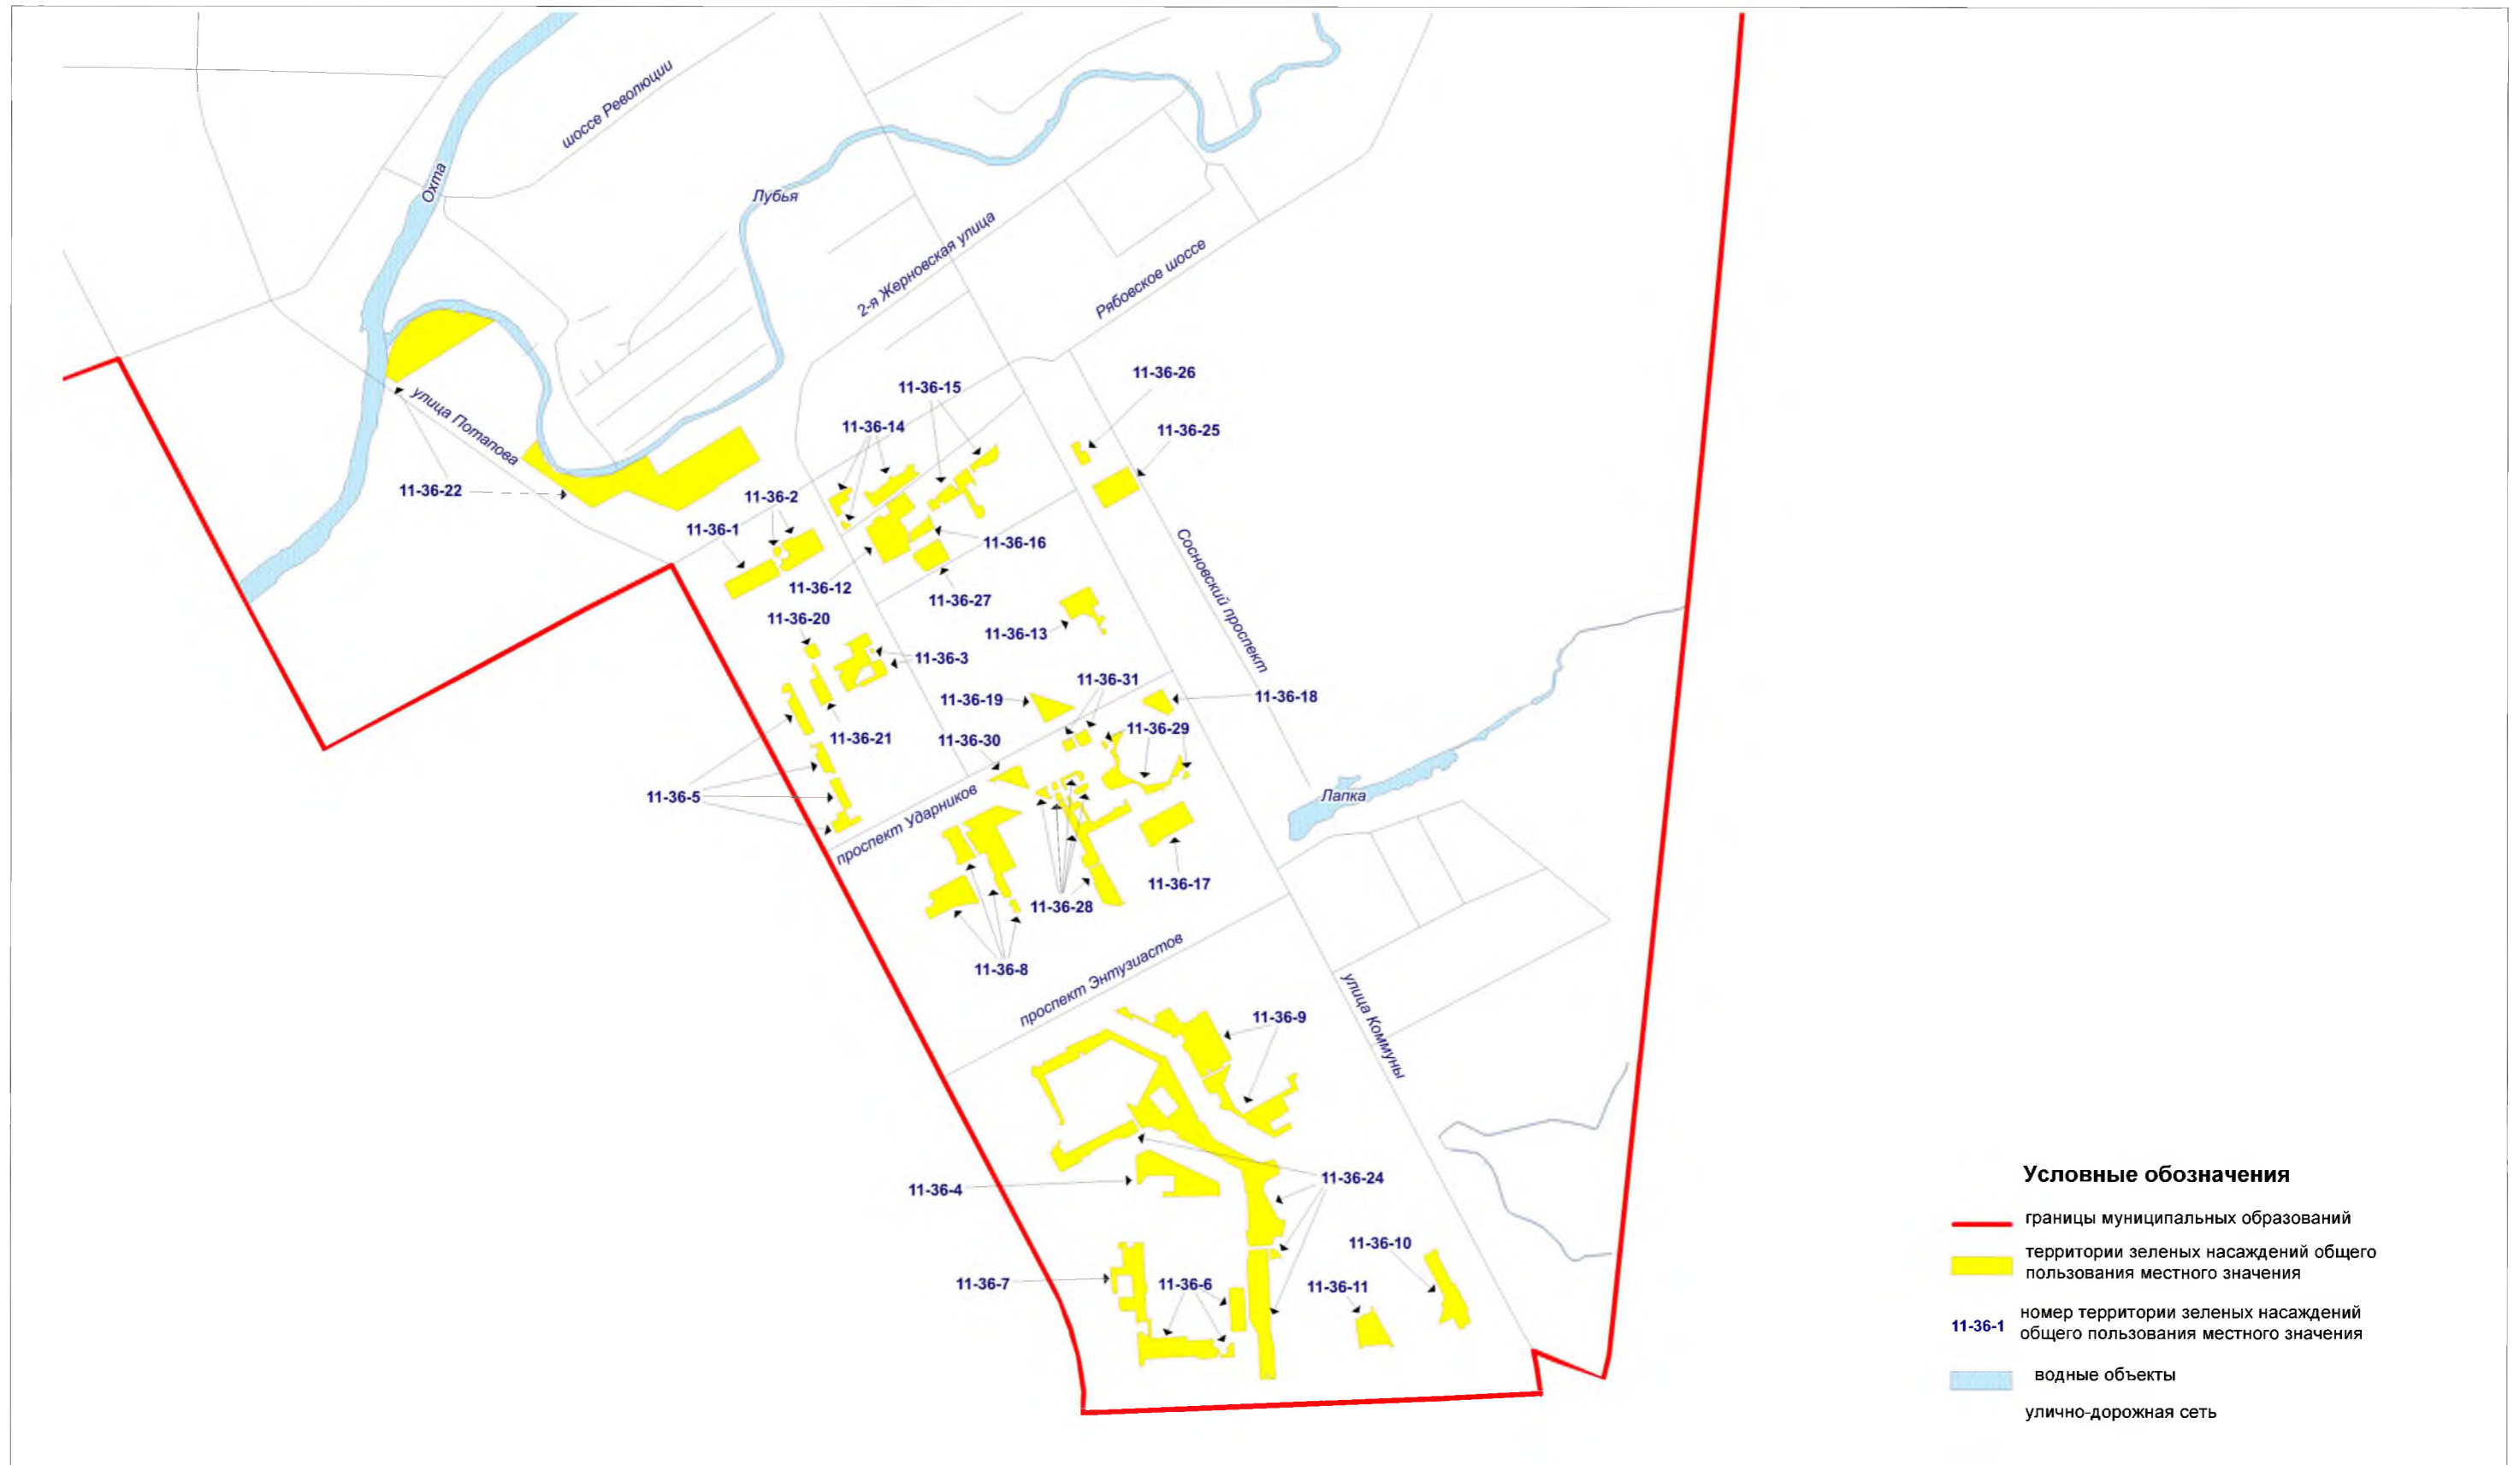 шоссе Революции
Охта
Лубья
2-я Жерновская улица
Рябовское шоссе
11-36-26
11-36-15
улица Потапова
11-36-14
11-36-25
11-36-22
11-36-2
11-36-1
11-36-16
11-36-12
11-36-27
Сосновский проспект
11-36-20
11-36-13
11-36-3
11-36-31
11-36-19
11-36-18
11-36-29
11-36-21
11-36-30
11-36-5
Лапка
проспект Ударников
11-36-17
11-36-28
11-36-8
проспект Энтузиастов
11-36-9
улица Коммуны
11-36-24
11-36-4
11-36-10
11-36-7
11-36-6
11-36-11
Условные обозначения
границы муниципальных образований
территории зеленых насаждений общего
пользования местного значения
11-36-1
номер территории зеленых насаждений
общего пользования местного значения
водные объекты
улично-дорожная сеть